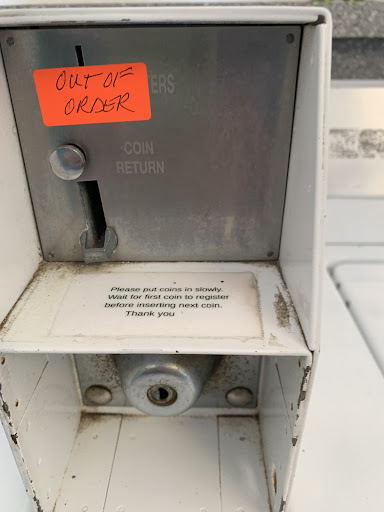 OUT OF
ORDER
COIN
RETURN
Please put coins in slowly.
Wait for first coin to register
before inserting next coin.
Thank you